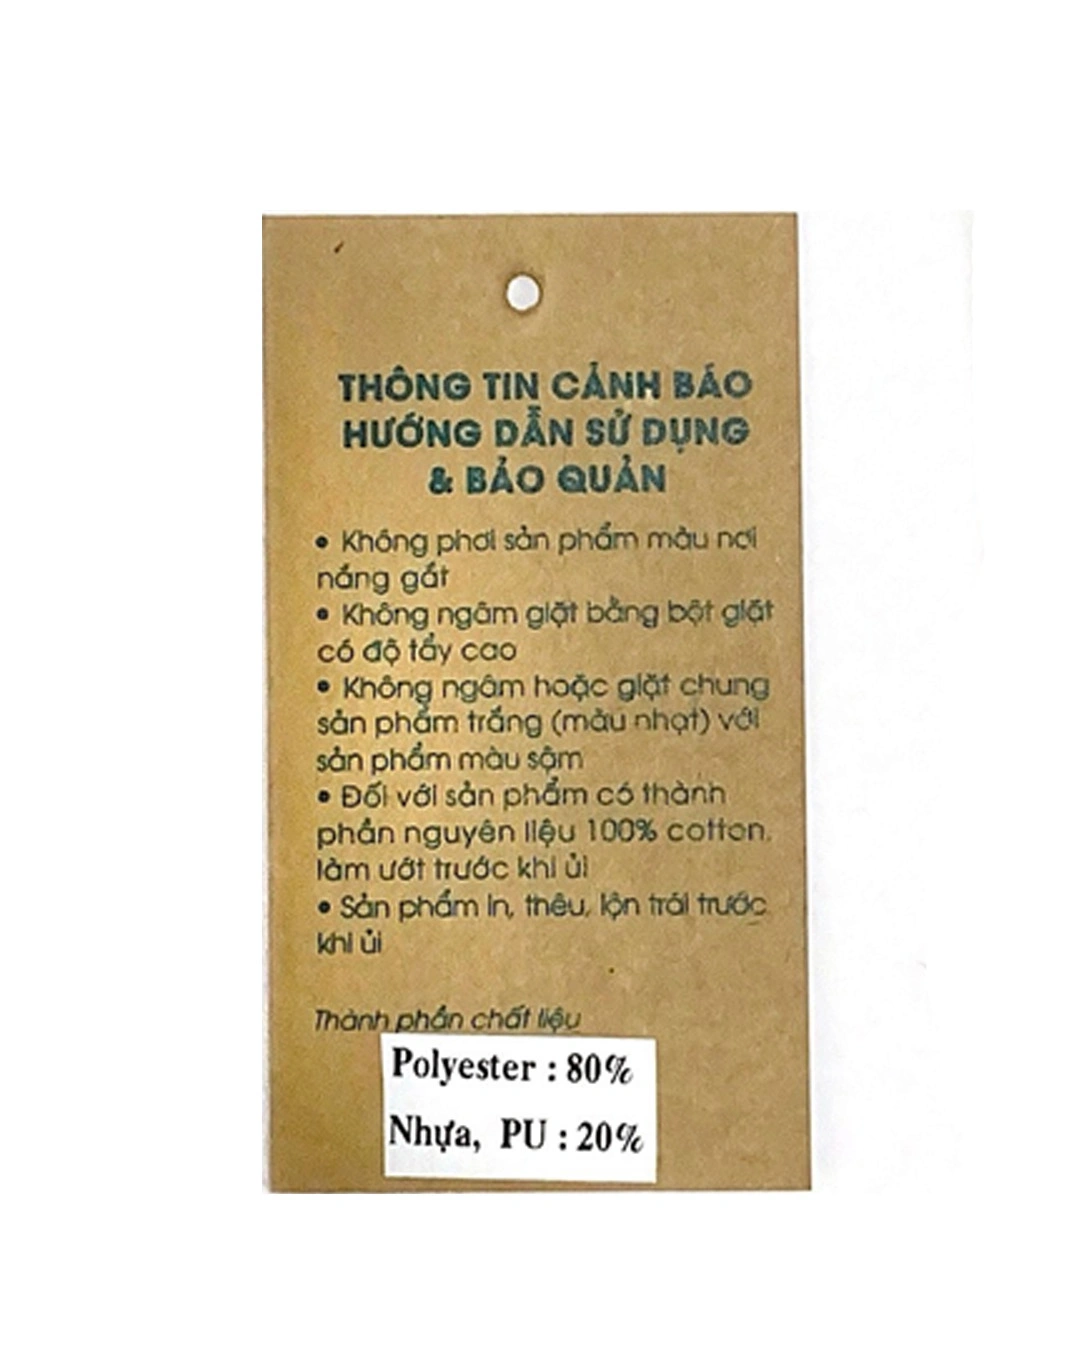 THÔNG TIN CẢNH BÁO
HƯỚNG DẪN SỬ DỤNG
& BẢO QUẢN
• Không phơi sản phẩm màu nơi
nắng gắt
• Không ngâm giặt bằng bột giặt
có độ tẩy cao
• Không ngâm hoặc giặt chung
sản phẩm trắng (màu nhạt) với
sản phẩm màu sậm
• Đối với sản phẩm có thành
phần nguyên liệu 100% cotton,
làm ướt trước khi ủi
• Sản phẩm in, thêu, lộn trái trước
khi ủi
Thành phần chất liệu
Polyester : 80%
Nhựa, PU : 20%